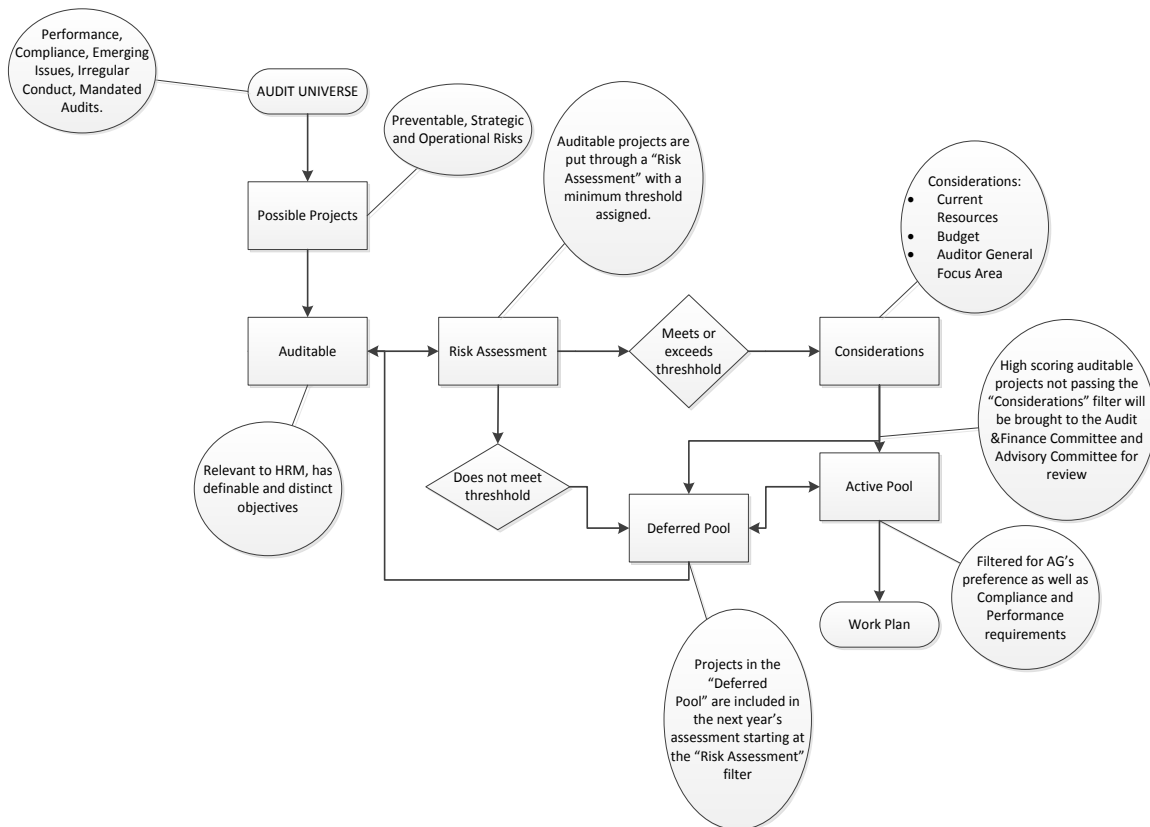 Performance,
Compliance, Emerging
Issues, Irregular
Conduct, Mandated
Audits.
AUDIT UNIVERSE
Preventable, Strategic
and Operational Risks
Auditable projects are
put through a “Risk
Assessment” with a
minimum threshold
assigned.
Considerations:
• Current
Resources
• Budget
• Auditor General
Focus Area
Possible Projects
Auditable
Risk Assessment
Meets or
exceeds
threshhold
Considerations
High scoring auditable
projects not passing the
“Considerations” filter will
be brought to the Audit
&Finance Committee and
Advisory Committee for
review
Relevant to HRM, has
definable and distinct
objectives
Does not meet
threshhold
Deferred Pool
Active Pool
Filtered for AG’s
preference as well as
Compliance and
Performance
requirements
Work Plan
Projects in the
“Deferred
Pool” are included in
the next year’s
assessment starting at
the “Risk Assessment”
filter